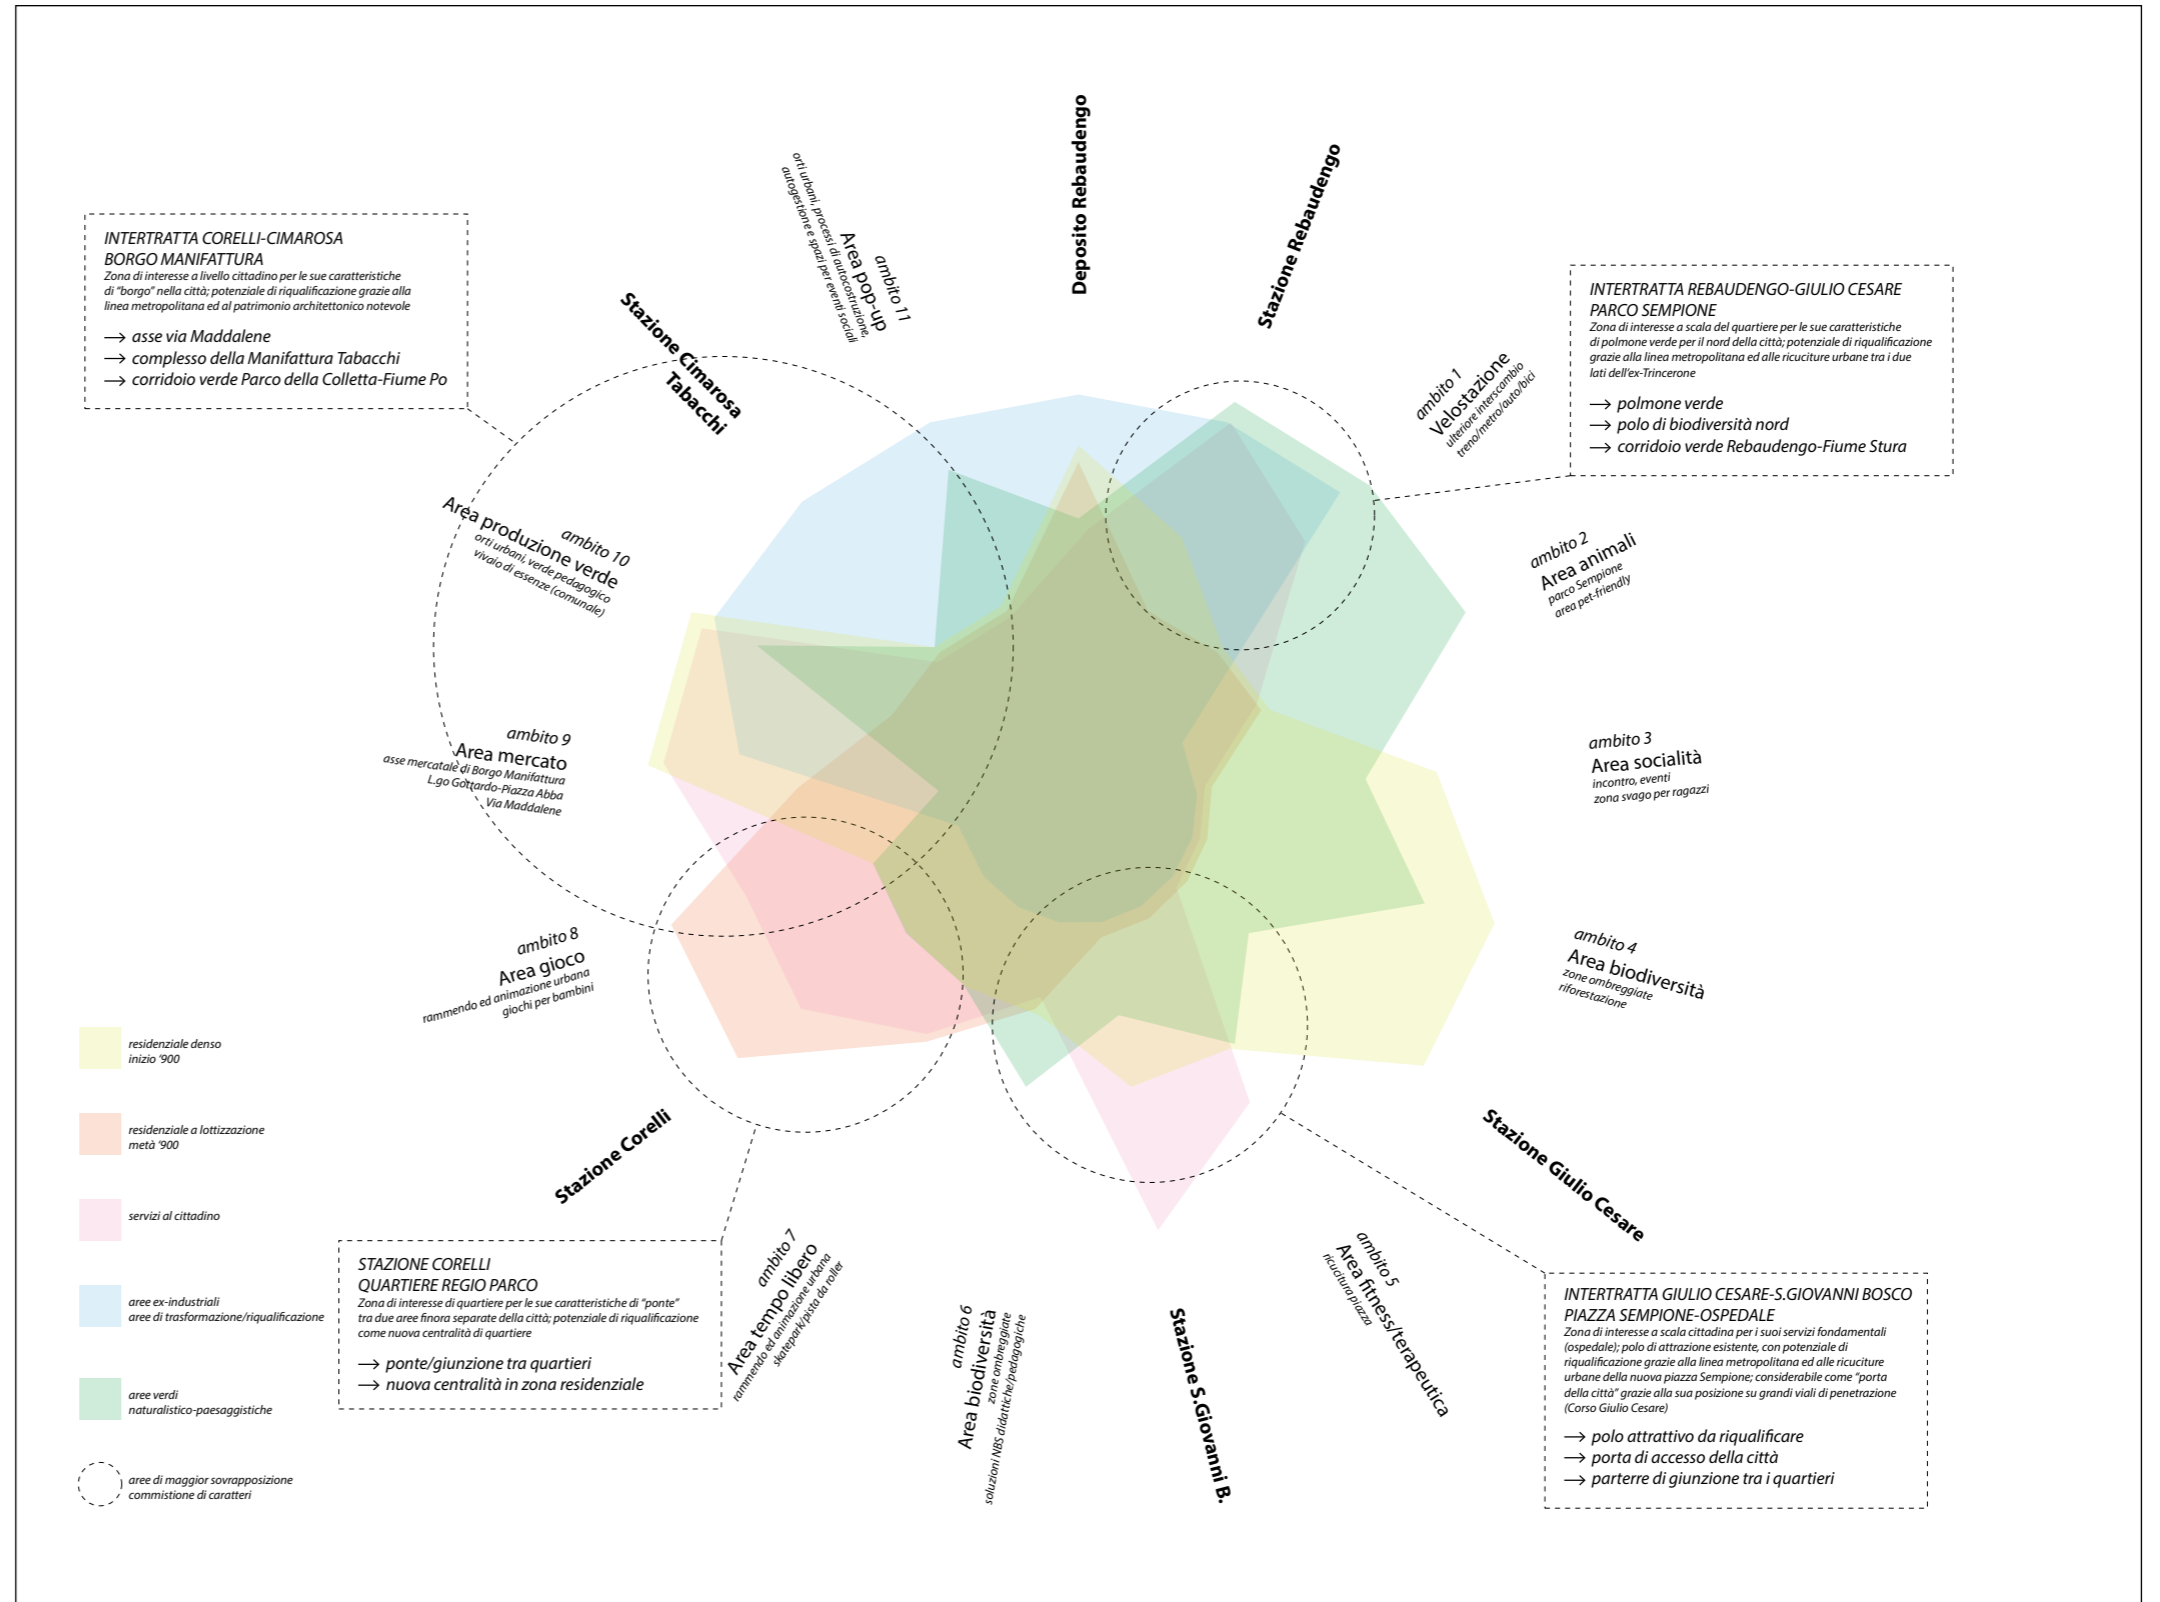 Deposito Rebaudengo
Stazione Rebaudengo
ambito 1
Velostazione
ulteriore interscambio
treno/metro/auto/bici
INTERTRATTA REBAUDENGO-GIULIO CESARE
PARCO SEMPIONE
Zona di interesse a scala del quartiere per le sue caratteristiche
di polmone verde per il nord della città; potenziale di riqualificazione
grazie alla linea metropolitana ed alle ricuciture urbane tra i due
lati dell'ex-Trincerone
→ polmone verde
→ polo di biodiversità nord
→ corridoio verde Rebaudengo-Fiume Stura
ambito 2
Area animali
parco Sempione
area pet-friendly
ambito 3
Area socialità
incontro, eventi
zona svago per ragazzi
ambito 4
Area biodiversità
zone ombreggiate
riforestazione
Stazione Giulio Cesare
ambito 5
Area fitness/terapeutica
ricucitura piazza
INTERTRATTA GIULIO CESARE-S.GIOVANNI BOSCO
PIAZZA SEMPIONE-OSPEDALE
Zona di interesse a scala cittadina per i suoi servizi fondamentali
(ospedale); polo di attrazione esistente, con potenziale di
riqualificazione grazie alla linea metropolitana ed alle ricuciture
urbane della nuova piazza Sempione; considerabile come "porta
della città" grazie alla sua posizione su grandi viali di penetrazione
(Corso Giulio Cesare)
→ polo attrattivo da riqualificare
→ porta di accesso della città
→ parterre di giunzione tra i quartieri
Stazione S.Giovanni B.
ambito 6
Area biodiversità
zone ombreggiate
soluzioni NBS didattiche/pedagogiche
ambito 7
Area tempo libero
rammendo ed animazione urbana
skatepark/pista da roller
STAZIONE CORELLI
QUARTIERE REGIO PARCO
Zona di interesse di quartiere per le sue caratteristiche di "ponte"
tra due aree finora separate della città; potenziale di riqualificazione
come nuova centralità di quartiere
→ ponte/giunzione tra quartieri
→ nuova centralità in zona residenziale
Stazione Corelli
ambito 8
Area gioco
rammendo ed animazione urbana
giochi per bambini
ambito 9
Area mercato
asse mercatale di Borgo Manifattura
L.go Gottardo-Piazza Abba
Via Maddalene
ambito 10
Area produzione verde
orti urbani, verde pedagogico
vivaio di essenze (comunale)
Stazione Cimarosa
Tabacchi
INTERTRATTA CORELLI-CIMAROSA
BORGO MANIFATTURA
Zona di interesse a livello cittadino per le sue caratteristiche
di "borgo" nella città; potenziale di riqualificazione grazie alla
linea metropolitana ed al patrimonio architettonico notevole
→ asse via Maddalene
→ complesso della Manifattura Tabacchi
→ corridoio verde Parco della Colletta-Fiume Po
ambito 11
Area pop-up
orti urbani, processi di autocostruzione,
autogestione e spazi per eventi sociali
residenziale denso
inizio '900
residenziale a lottizzazione
metà '900
servizi al cittadino
aree ex-industriali
aree di trasformazione/riqualificazione
aree verdi
naturalistico-paesaggistiche
aree di maggior sovrapposizione
commistione di caratteri